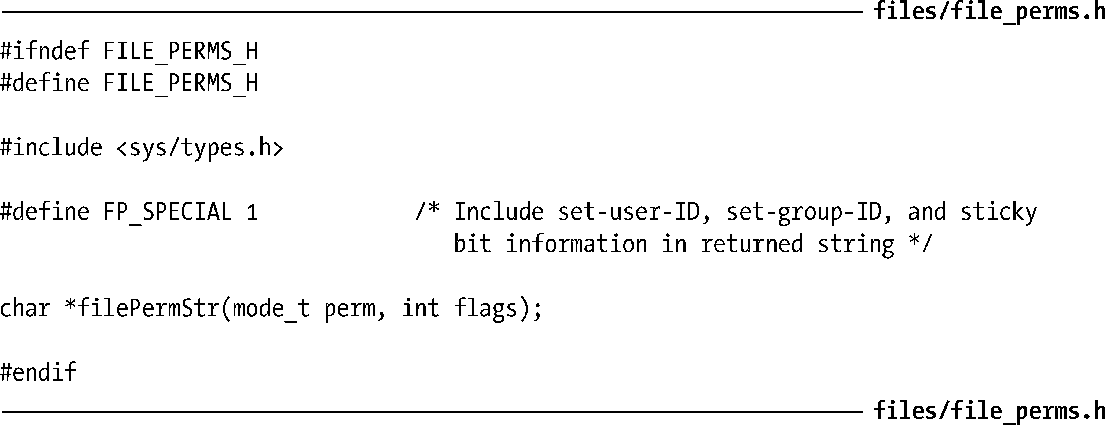 files/file_perms.h
#ifndef FILE_PERMS_H
#define FILE_PERMS_H
#include <sys/types.h>
#define FP_SPECIAL 1 /* Include set-user-ID, set-group-ID, and sticky
bit information in returned string */
char *filePermStr(mode_t perm, int flags);
#endif
files/file_perms.h